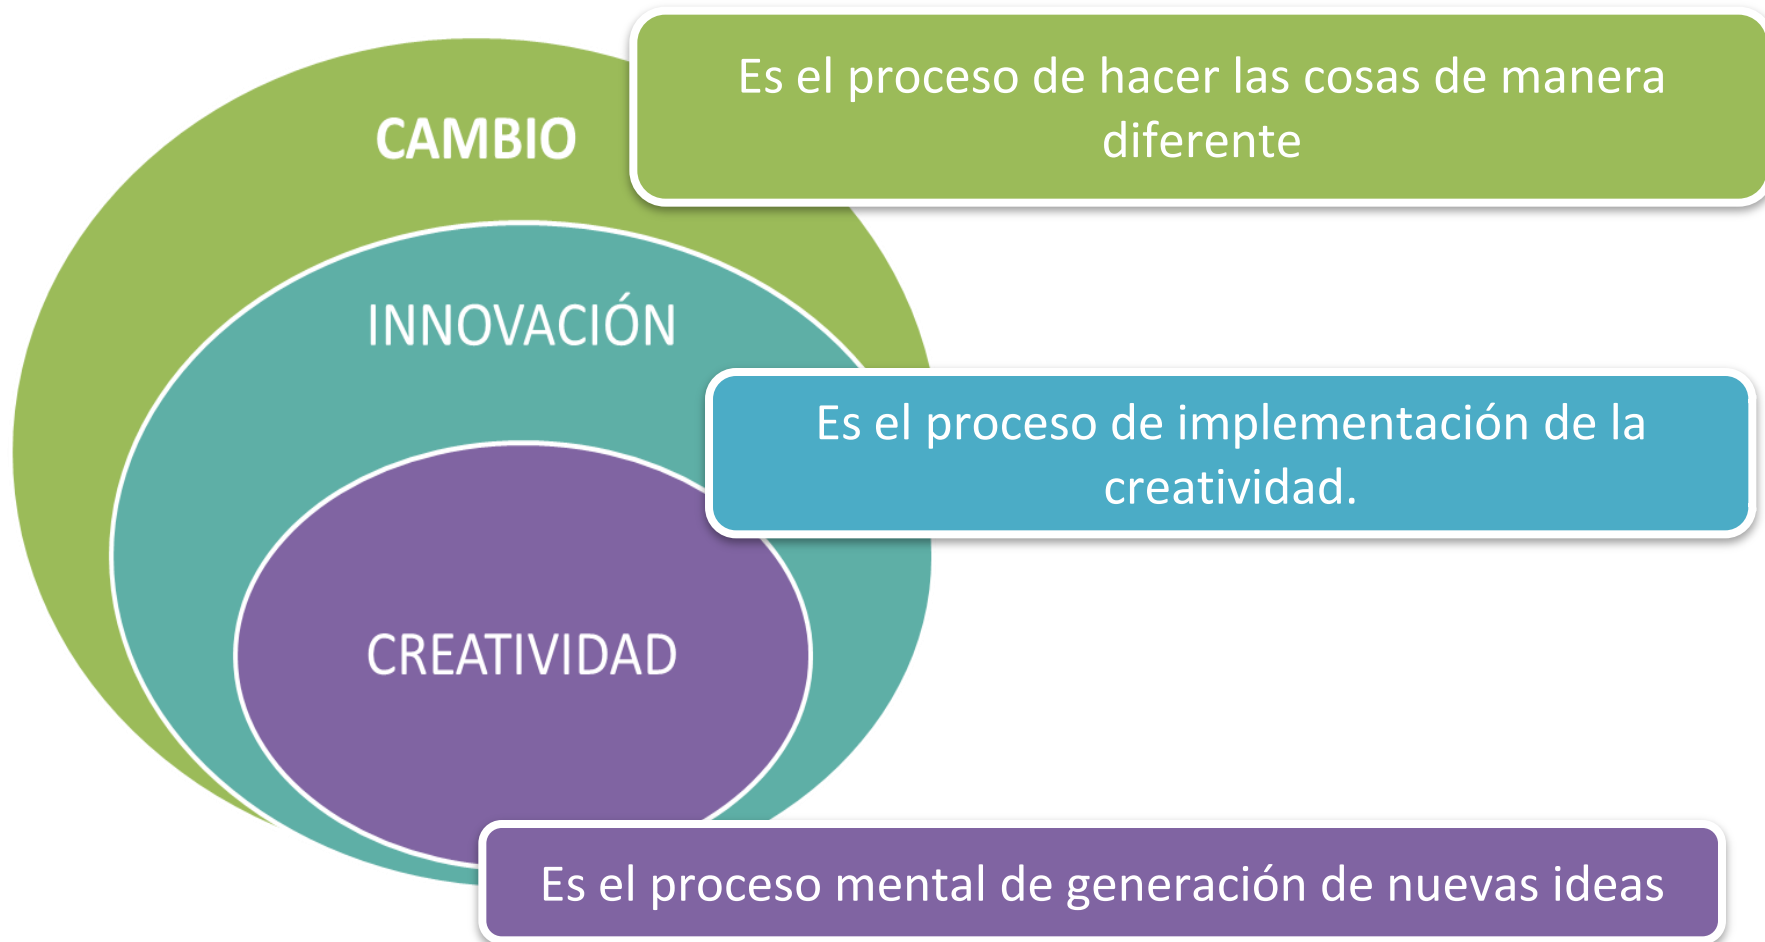 CAMBIO
Es el proceso de hacer las cosas de manera
diferente
INNOVACIÓN
Es el proceso de implementación de la
creatividad.
CREATIVIDAD
Es el proceso mental de generación de nuevas ideas